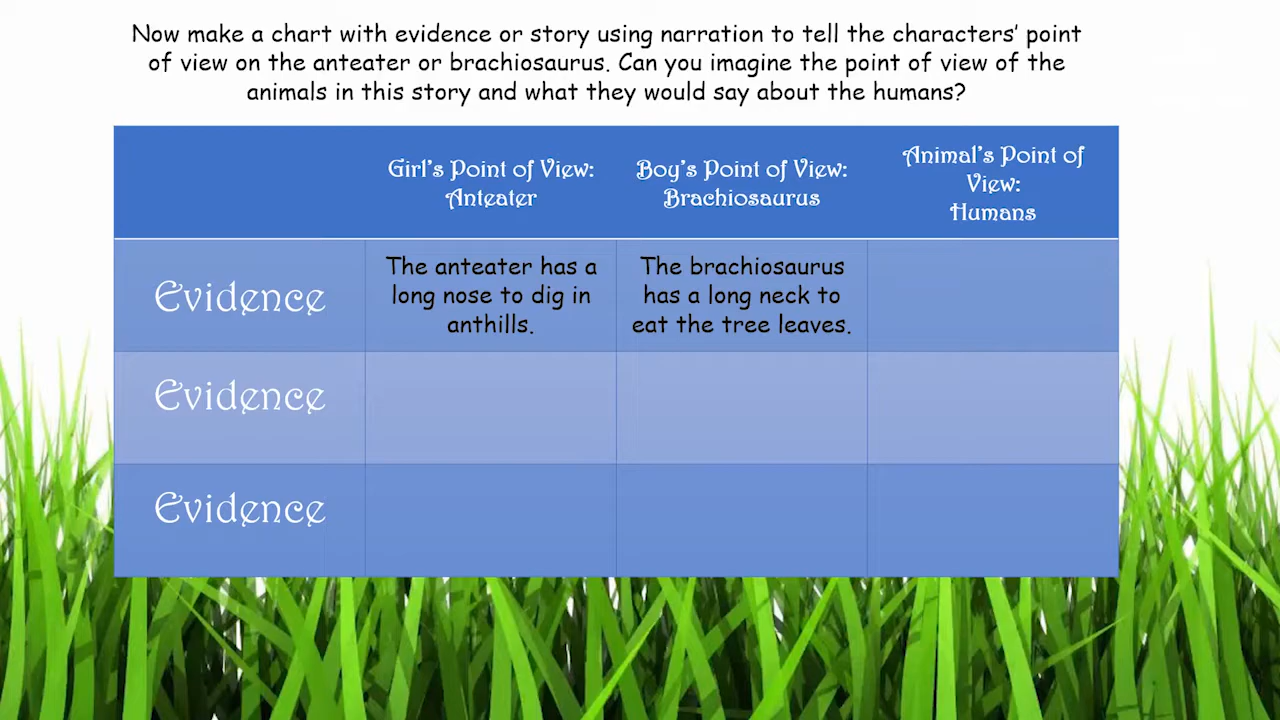 Now make a chart with evidence or story using narration to tell the characters' point
of view on the anteater or brachiosaurus. Can you imagine the point of view of the
animals in this story and what they would say about the humans?
Girl's Point of View:
Anteater
Boy's Point of View:
Brachiosaurus
Animal's Point of
View:
Humans
Evidence
The anteater has a
long nose to dig in
anthills.
The brachiosaurus
has a long neck to
eat the tree leaves.
Evidence
Evidence